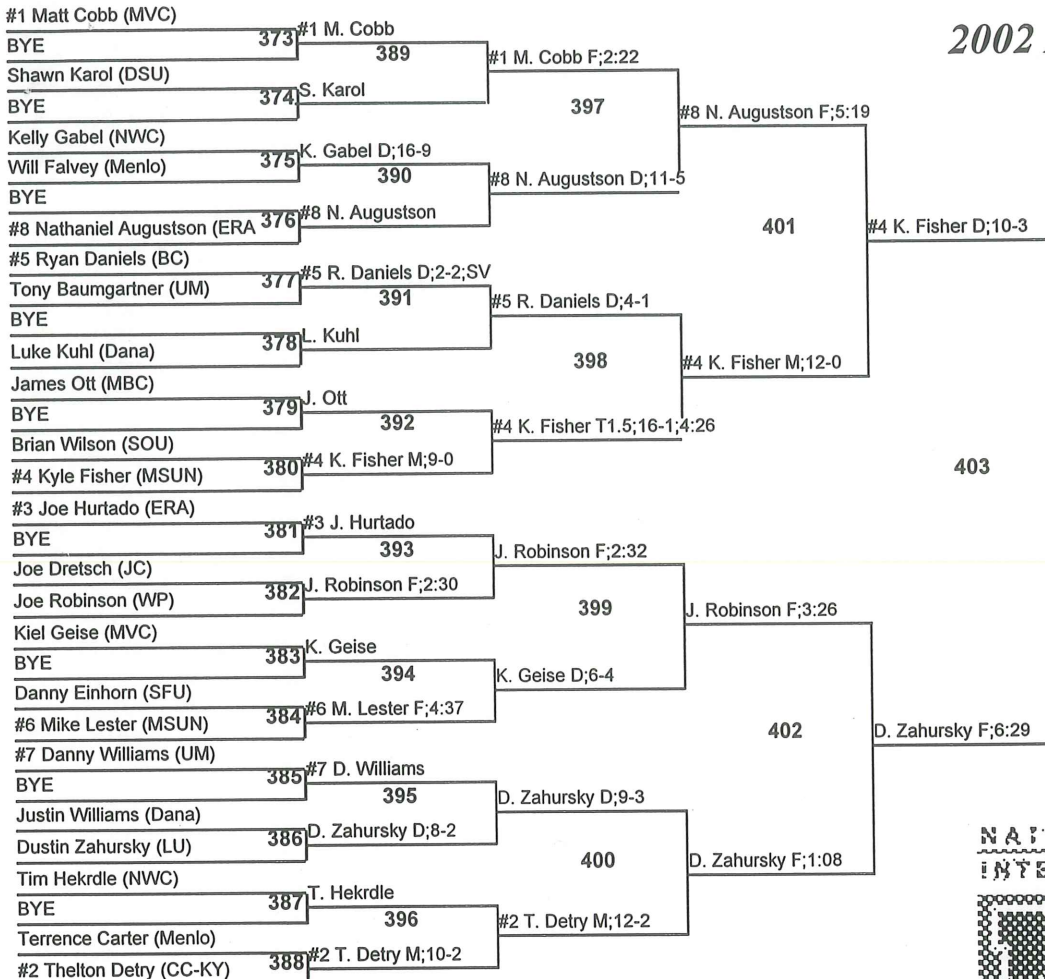 #1 Matt Cobb (MVC)
BYE
373
#1 M. Cobb
389
Shawn Karol (DSU)
BYE
374
S. Karol
#1 M. Cobb F;2:22
397
Kelly Gabel (NWC)
Will Falvey (Menlo)
375
K. Gabel D;16-9
390
BYE
#8 Nathaniel Augustson (ERA
376
#8 N. Augustson
#8 N. Augustson D;11-5
#8 N. Augustson F;5:19
401
#5 Ryan Daniels (BC)
Tony Baumgartner (UM)
377
#5 R. Daniels D;2-2;SV
391
BYE
Luke Kuhl (Dana)
378
L. Kuhl
#5 R. Daniels D;4-1
398
James Ott (MBC)
BYE
379
J. Ott
392
Brian Wilson (SOU)
#4 Kyle Fisher (MSUN)
380
#4 K. Fisher M;9-0
#4 K. Fisher T1.5;16-1;4:26
#4 K. Fisher M;12-0
#4 K. Fisher D;10-3
403
#3 Joe Hurtado (ERA)
BYE
381
#3 J. Hurtado
393
Joe Dretsch (JC)
Joe Robinson (WP)
382
J. Robinson F;2:30
J. Robinson F;2:32
399
Kiel Geise (MVC)
BYE
383
K. Geise
394
Danny Einhorn (SFU)
#6 Mike Lester (MSUN)
384
#6 M. Lester F;4:37
K. Geise D;6-4
J. Robinson F;3:26
402
#7 Danny Williams (UM)
BYE
385
#7 D. Williams
395
Justin Williams (Dana)
Dustin Zahursky (LU)
386
D. Zahursky D;8-2
D. Zahursky D;9-3
400
Tim Hekrdle (NWC)
BYE
387
T. Hekrdle
396
Terrence Carter (Menlo)
#2 Thelton Detry (CC-KY)
388
#2 T. Detry M;10-2
#2 T. Detry M;12-2
D. Zahursky F;1:08
D. Zahursky F;6:29
2002